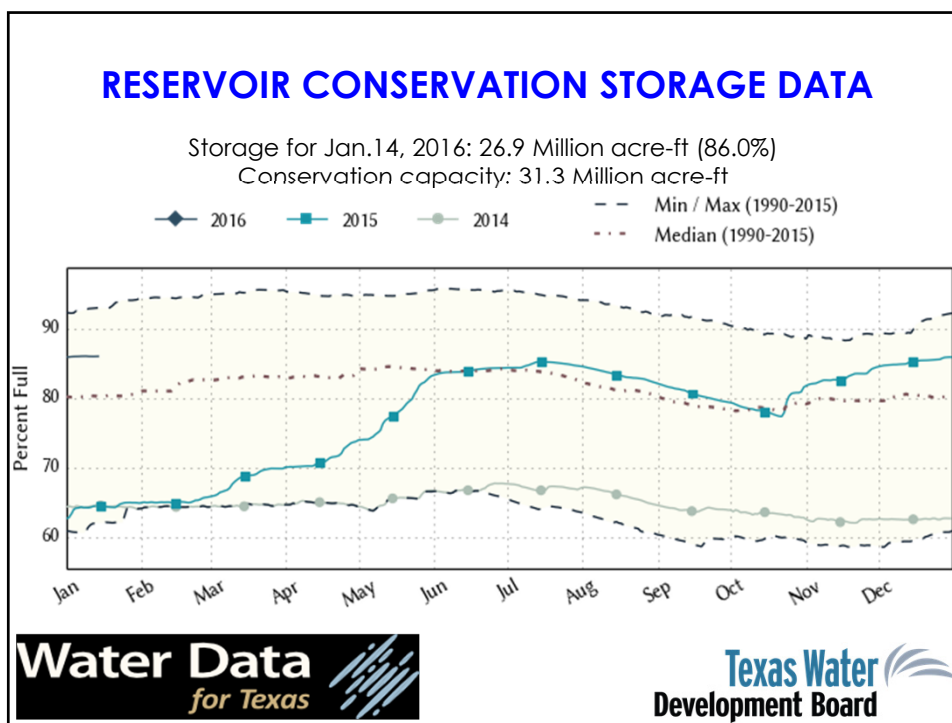 RESERVOIR CONSERVATION STORAGE DATA
Storage for Jan.14, 2016: 26.9 Million acre-ft (86.0%)
Conservation capacity: 31.3 Million acre-ft
2016 2015 2014 Min / Max (1990-2015)
Median (1990-2015)
Percent Full
90
80
70
60
Jan Feb Mar Apr May Jun Jul Aug Sep Oct Nov Dec
Water Data
for Texas
Texas Water
Development Board